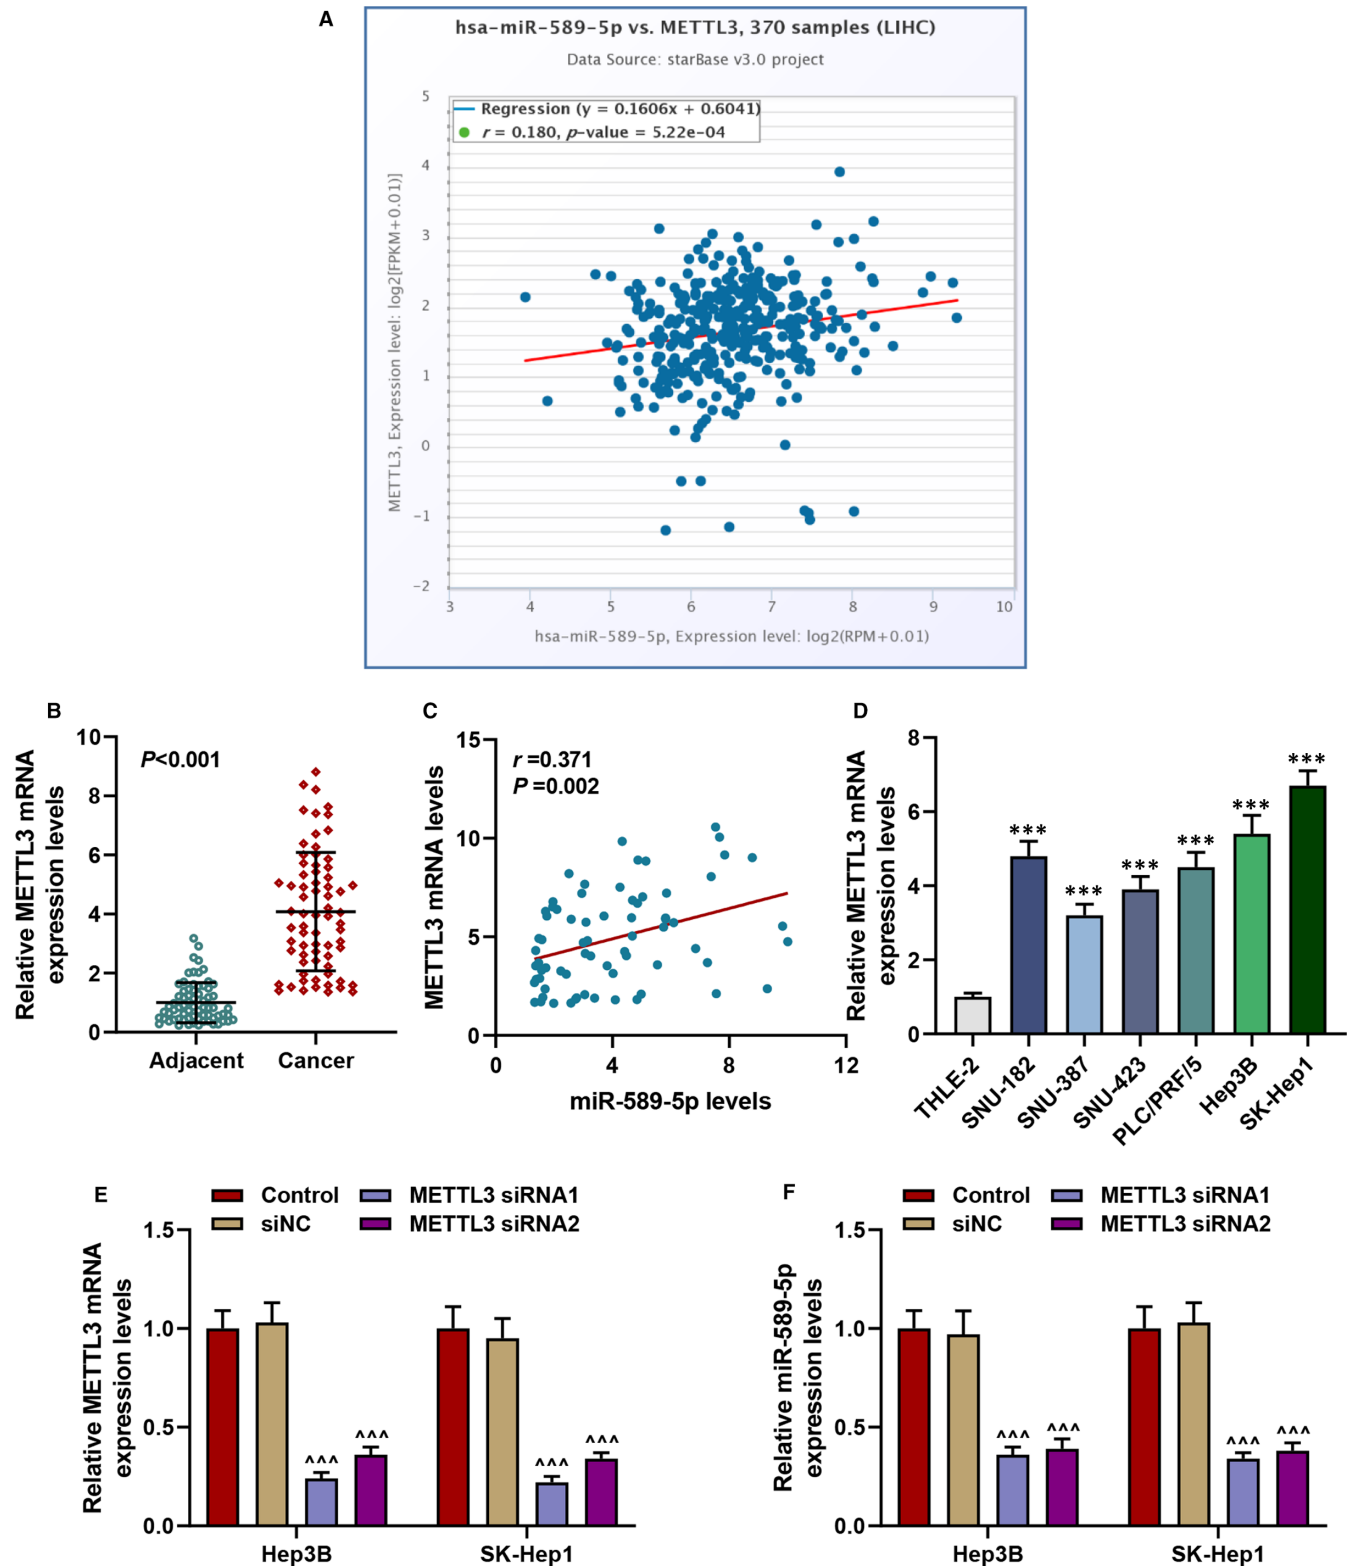 A
hsa-miR-589-5p vs. METTL3, 370 samples (LIHC)
Data Source: starBase v3.0 project
Regression (y = 0.1606x + 0.6041)
r = 0.180, p-value = 5.22e-04
METTL3, Expression level: log2[FPKM+0.01)]
5
4
3
2
1
0
-1
-2
3 4 5 6 7 8 9 10
hsa-miR-589-5p, Expression level: log2(RPM+0.01)
B
Relative METTL3 mRNA
expression levels
10
8
6
4
2
0
P<0.001
Adjacent Cancer
C
METTL3 mRNA levels
15
10
5
0
r =0.371
P =0.002
0 4 8 12
miR-589-5p levels
D
Relative METTL3 mRNA
expression levels
8
6
4
2
0
*** *** *** *** *** ***
THLE-2 SNU-182 SNU-387 SNU-423 PLC/PRF/5 Hep3B SK-Hep1
E
Control METTL3 siRNA1
siNC METTL3 siRNA2
Relative METTL3 mRNA
expression levels
1.5
1.0
0.5
0.0
^^^ ^^^ ^^^ ^^^
Hep3B SK-Hep1
F
Control METTL3 siRNA1
siNC METTL3 siRNA2
Relative miR-589-5p
expression levels
1.5
1.0
0.5
0.0
^^^ ^^^ ^^^ ^^^
Hep3B SK-Hep1